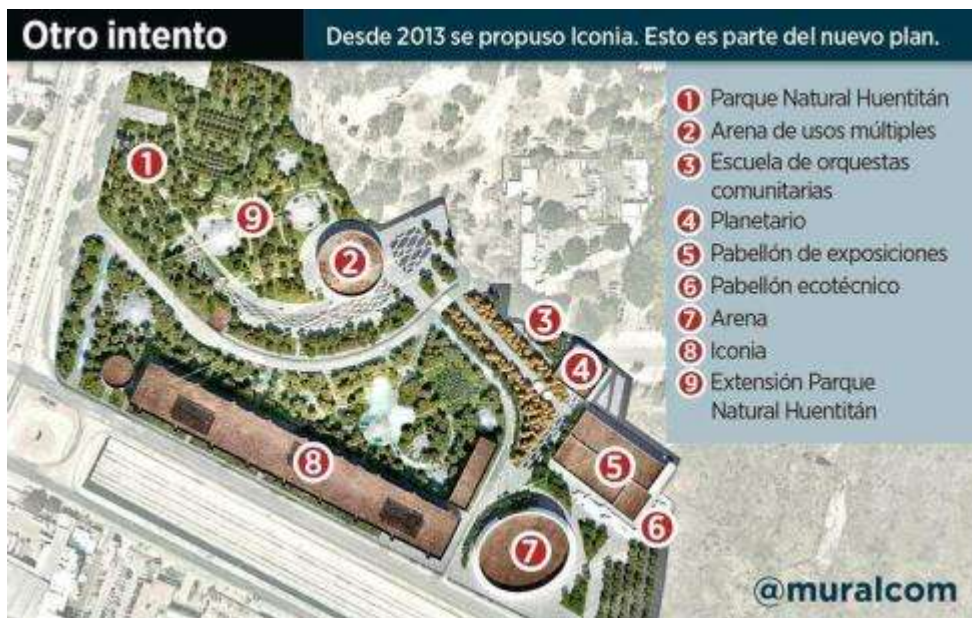 Otro intento
Desde 2013 se propuso Iconia. Esto es parte del nuevo plan.
1 Parque Natural Huentitán
2 Arena de usos múltiples
3 Escuela de orquestas
comunitarias
4 Planetario
5 Pabellón de exposiciones
6 Pabellón ecotécnico
7 Arena
8 Iconia
9 Extensión Parque
Natural Huentitán
1
9
2
3
4
8
5
6
7
@muralcom